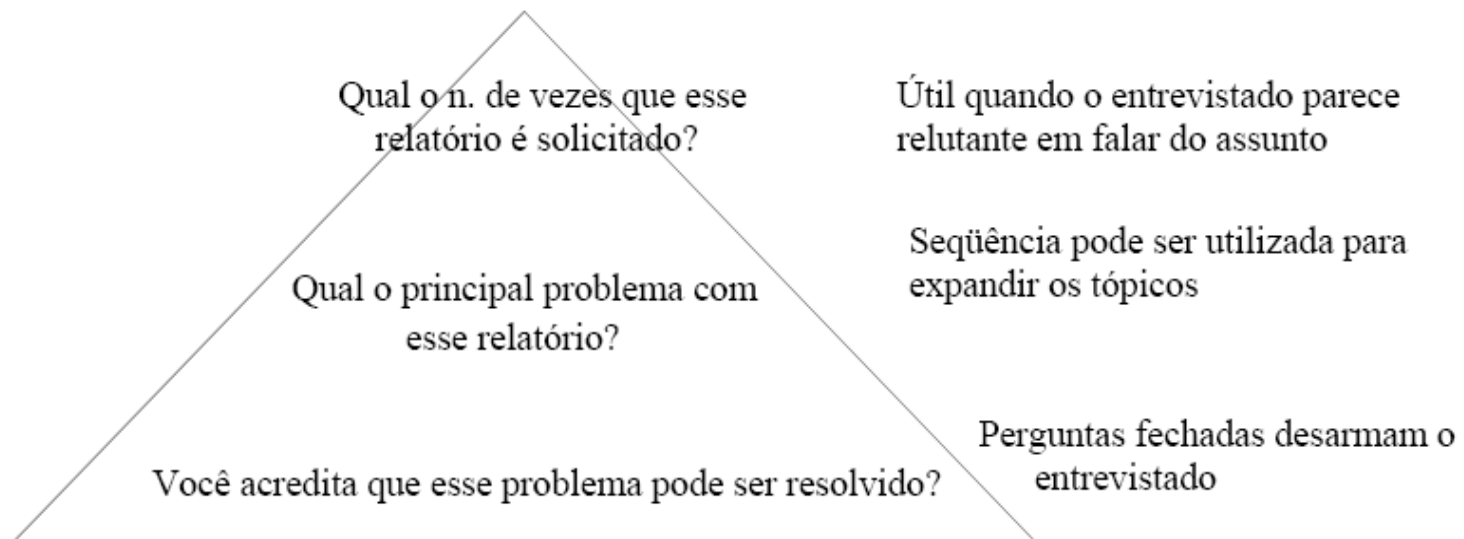 Qual o n. de vezes que esse
relatório é solicitado?
Útil quando o entrevistado parece
relutante em falar do assunto
Seqüência pode ser utilizada para
expandir os tópicos
Qual o principal problema com
esse relatório?
Perguntas fechadas desarmam o
entrevistado
Você acredita que esse problema pode ser resolvido?